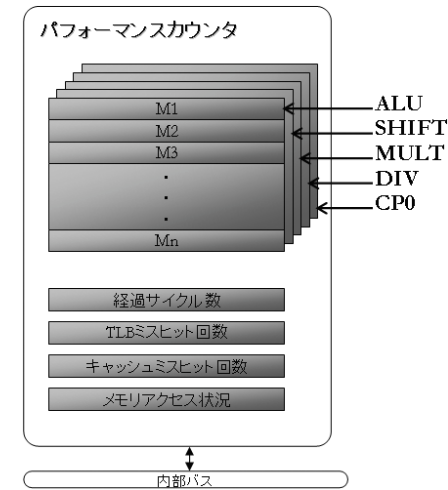 パフォーマンスカウンタ
M1
M2
M3
・
・
・
Mn
ALU
SHIFT
MULT
DIV
CP0
経過サイクル数
TLBミスヒット回数
キャッシュミスヒット回数
メモリアクセス状況
内部バス